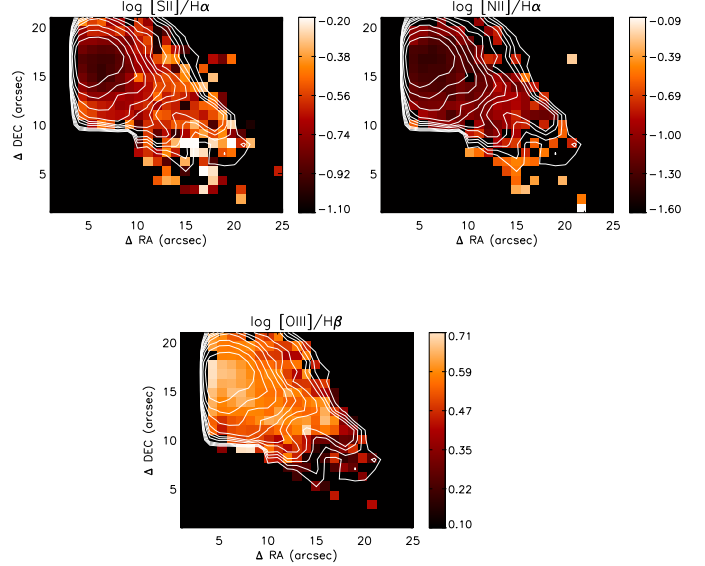 log [SII]/Hα
log [NII]/Hα
20
15
10
5
Δ DEC (arcsec)
5 10 15 20 25
Δ RA (arcsec)
−0.20
−0.38
−0.56
−0.74
−0.92
−1.10
20
15
10
5
5 10 15 20 25
Δ RA (arcsec)
−0.09
−0.39
−0.69
−1.00
−1.30
−1.60
log [OIII]/Hβ
20
15
10
5
Δ DEC (arcsec)
5 10 15 20 25
Δ RA (arcsec)
0.71
0.59
0.47
0.35
0.22
0.10